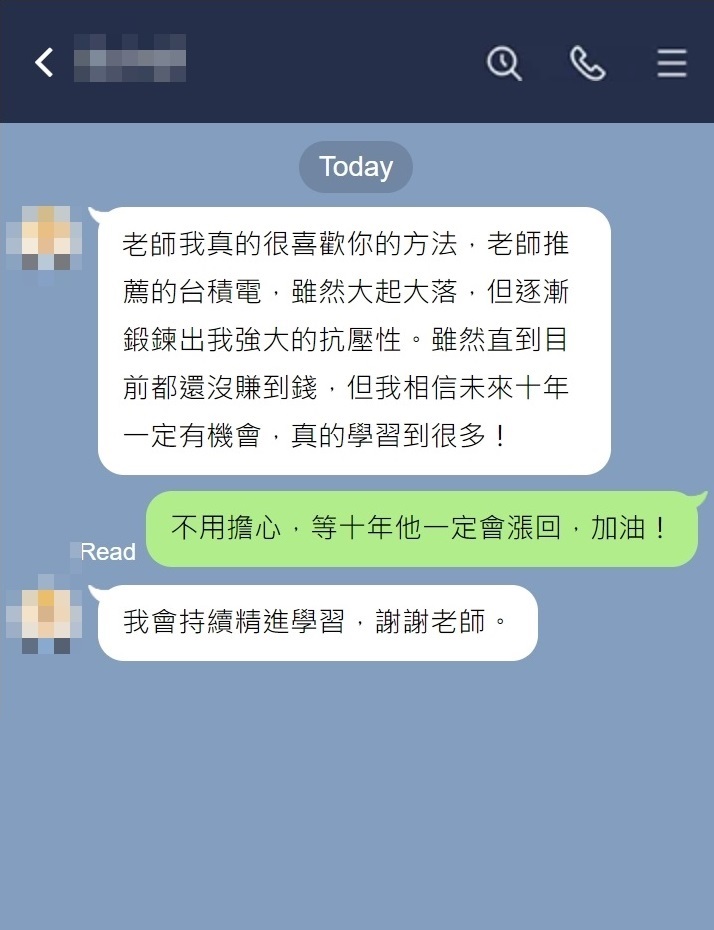 Today
老師我真的很喜歡你的方法，老師推
薦的台積電，雖然大起大落，但逐漸
鍛鍊出我強大的抗壓性。雖然直到目
前都還沒賺到錢，但我相信未來十年
一定有機會，真的學習到很多！
不用擔心，等十年他一定會漲回，加油！
Read
我會持續精進學習，謝謝老師。